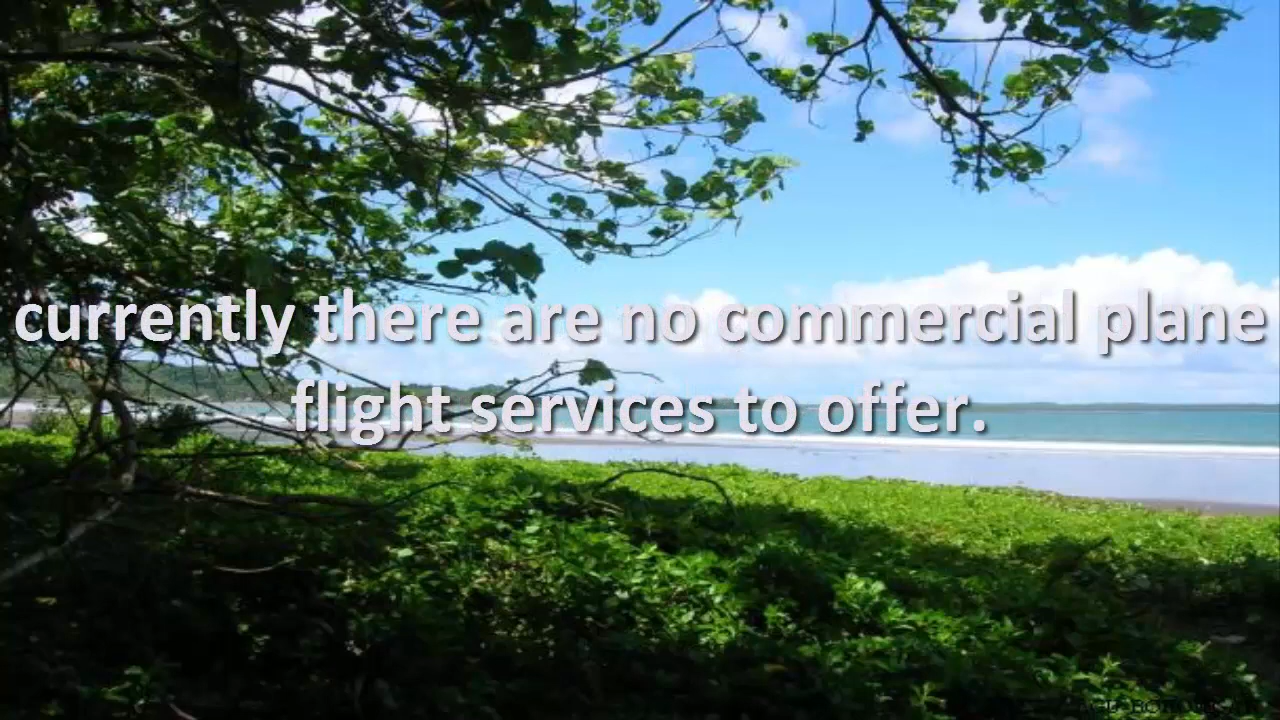 currently there are no commercial plane
flight services to offer.